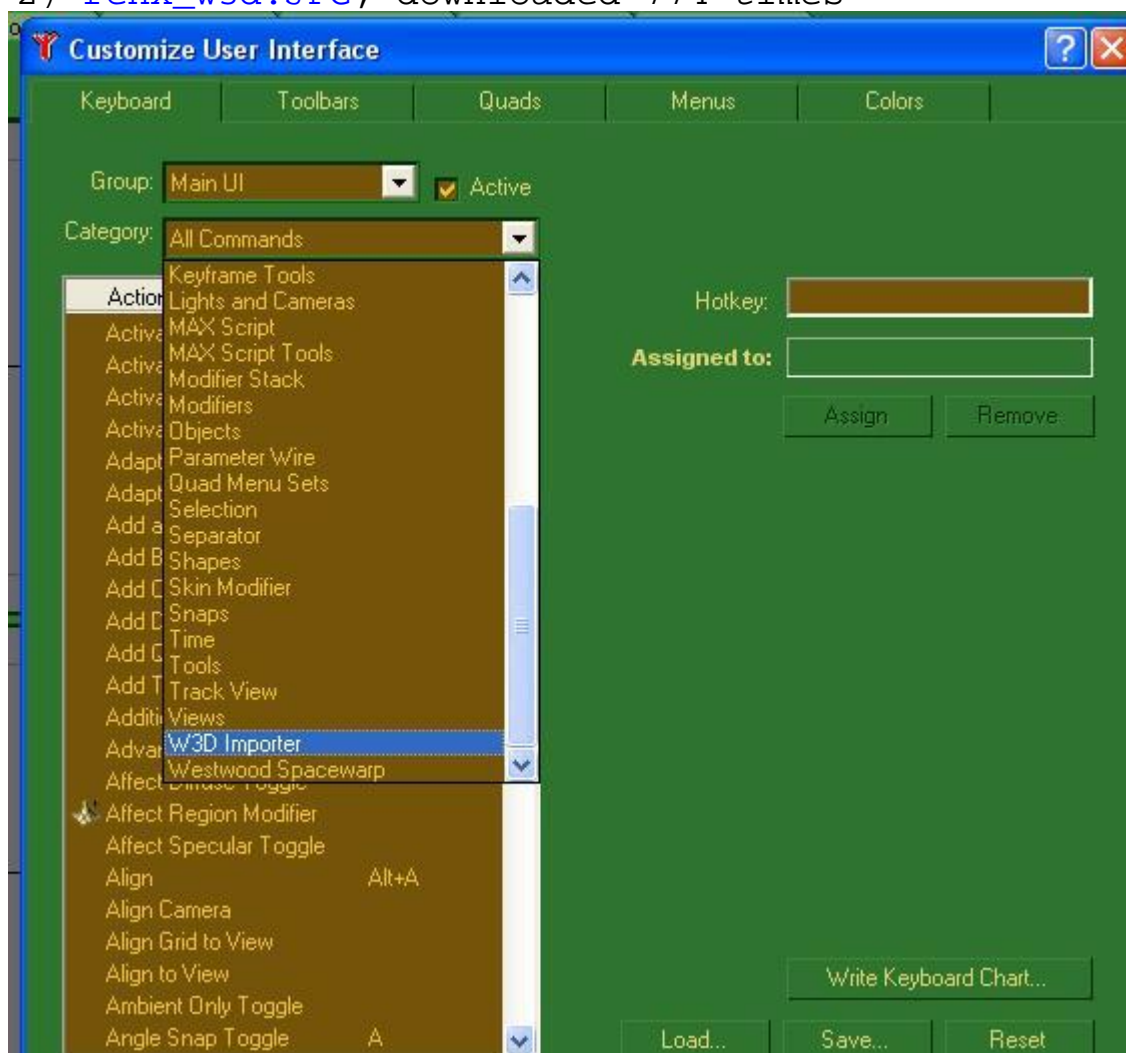 Customize User Interface
Keyboard Toolbars Quads Menus Colors
Group: Main UI Active
Category: All Commands
Keyframe Tools
Lights and Cameras
MAX Script
MAX Script Tools
Modifier Stack
Modifiers
Objects
Parameter Wire
Quad Menu Sets
Selection
Separator
Shapes
Skin Modifier
Snaps
Time
Tools
Track View
Views
W3D Importer
Westwood Spacewarp
Affect Region Modifier
Affect Specular Toggle
Align Alt+A
Align Camera
Align Grid to View
Align to View
Ambient Only Toggle
Angle Snap Toggle A
Hotkey:
Assigned to:
Assign Remove
Write Keyboard Chart...
Load... Save... Reset